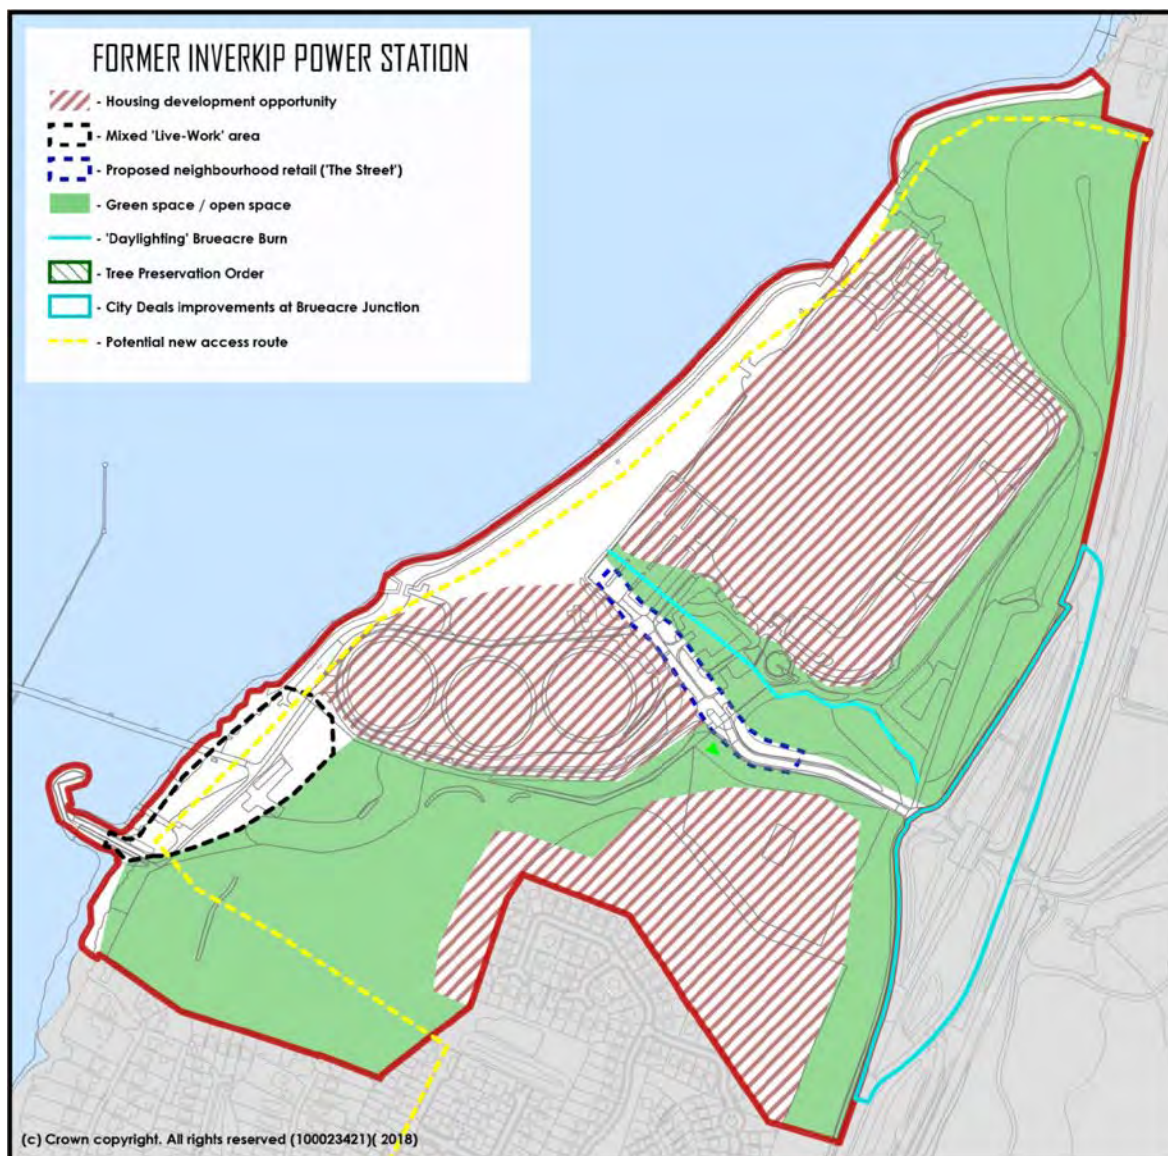 FORMER INVERKIP POWER STATION
- Housing development opportunity
- Mixed 'Live-Work' area
- Proposed neighbourhood retail ('The Street')
- Green space / open space
- 'Daylighting' Brueacre Burn
- Tree Preservation Order
- City Deals improvements at Brueacre Junction
- Potential new access route
(c) Crown copyright. All rights reserved (100023421)( 2018)